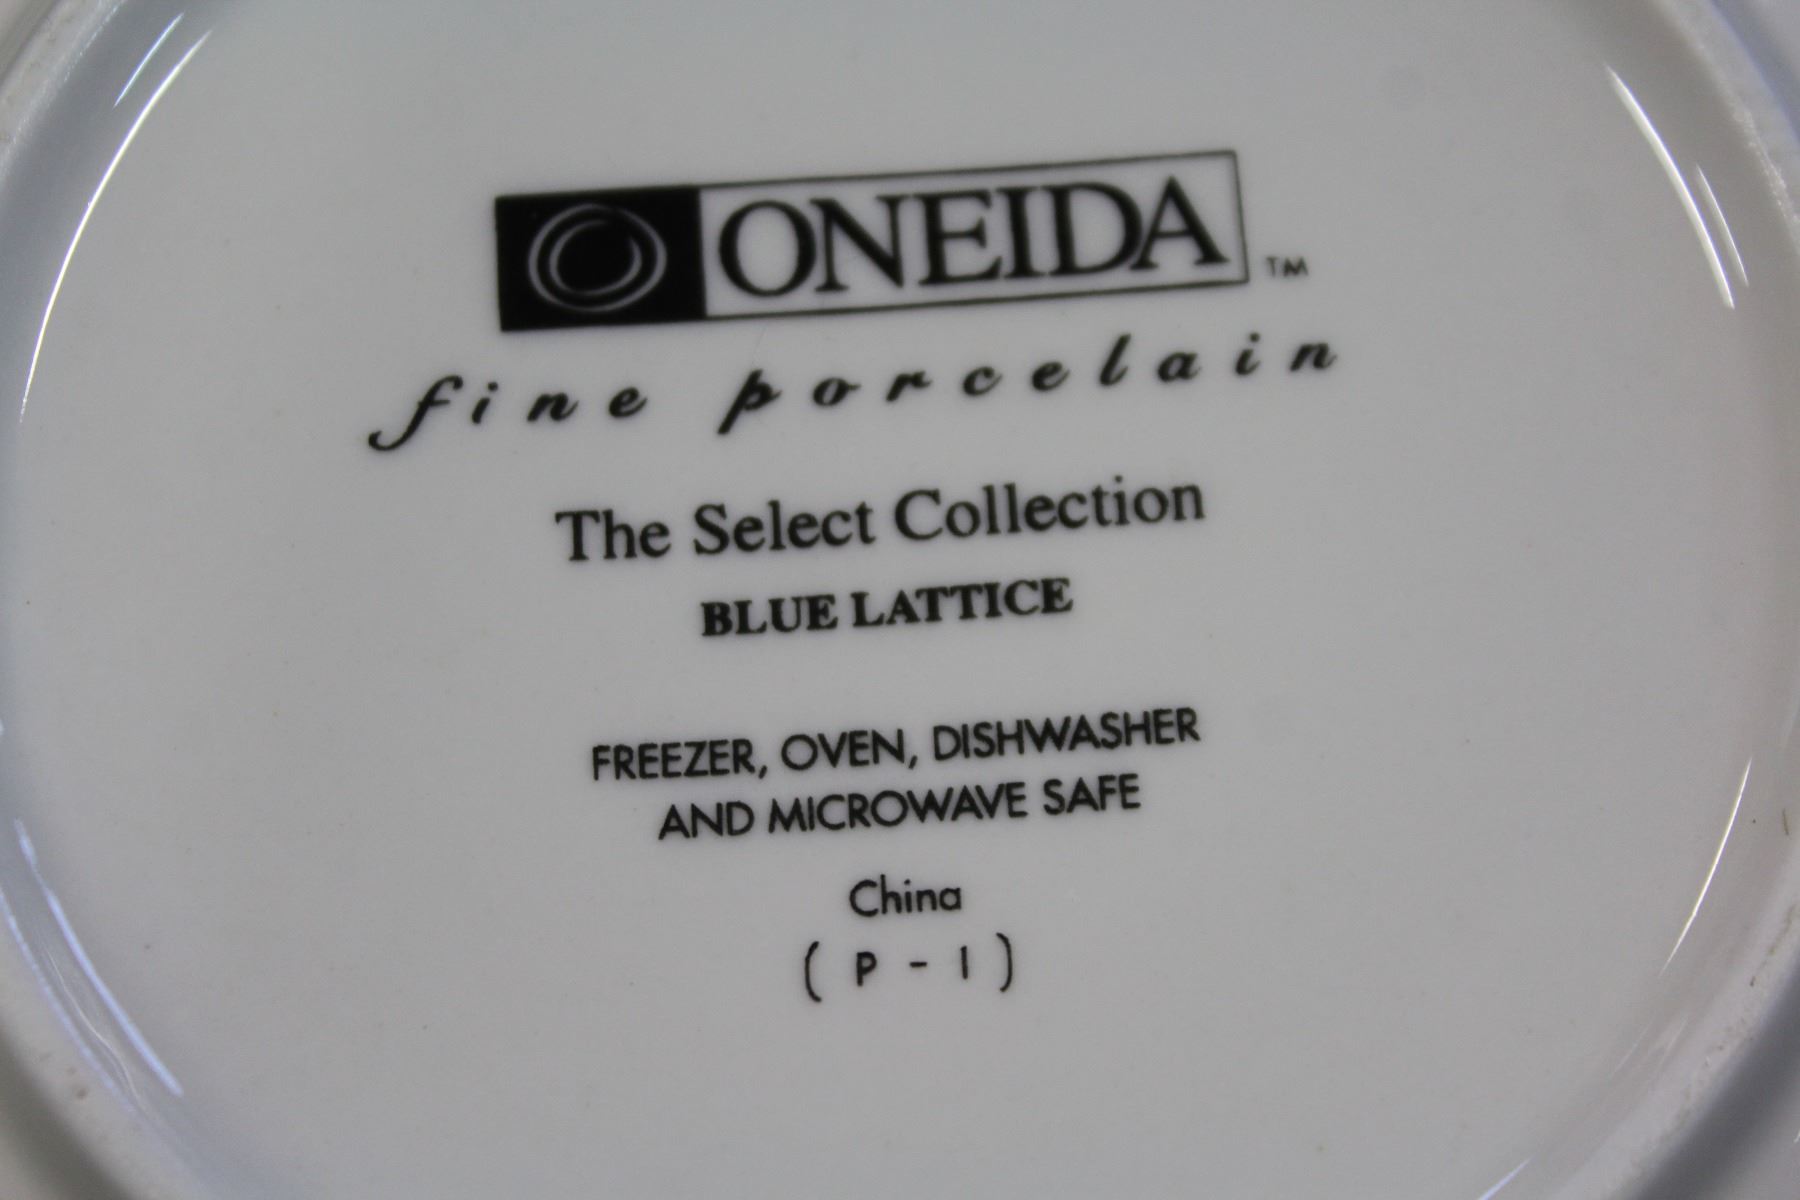 ONEIDA ™
fine porcelain
The Select Collection
BLUE LATTICE
FREEZER, OVEN, DISHWASHER
AND MICROWAVE SAFE
China
( P - 1 )